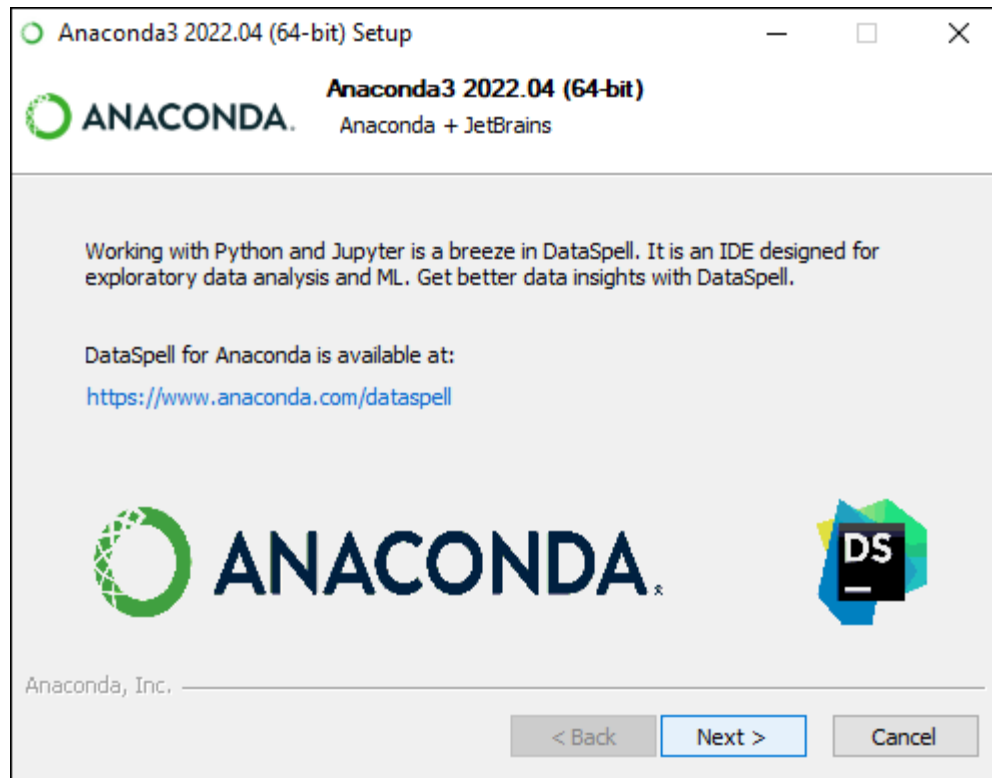 Anaconda3 2022.04 (64-bit) Setup
ANACONDA.
Anaconda3 2022.04 (64-bit)
Anaconda + JetBrains
Working with Python and Jupyter is a breeze in DataSpell. It is an IDE designed for
exploratory data analysis and ML. Get better data insights with DataSpell.
DataSpell for Anaconda is available at:
https://www.anaconda.com/dataspell
ANACONDA.
DS
Anaconda, Inc.
< Back
Next >
Cancel